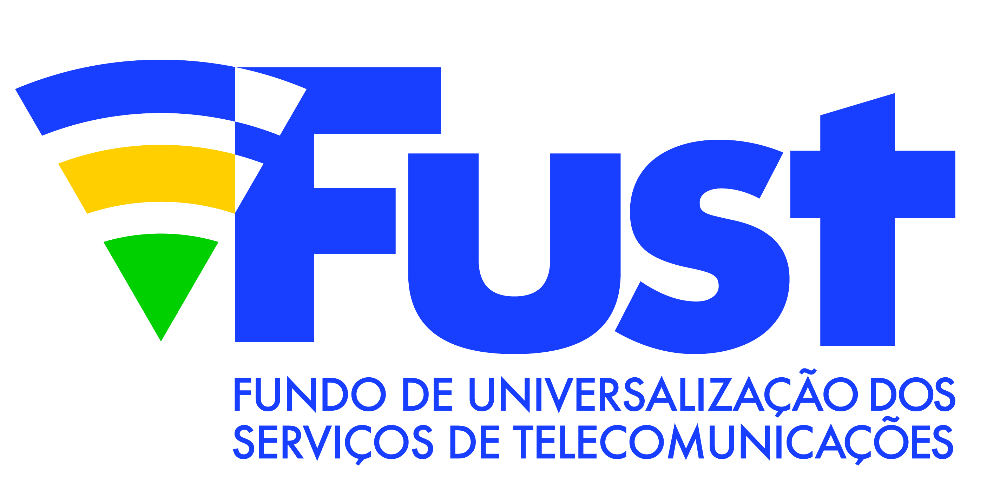 Fust
FUNDO DE UNIVERSALIZAÇÃO DOS
SERVIÇOS DE TELECOMUNICAÇÕES